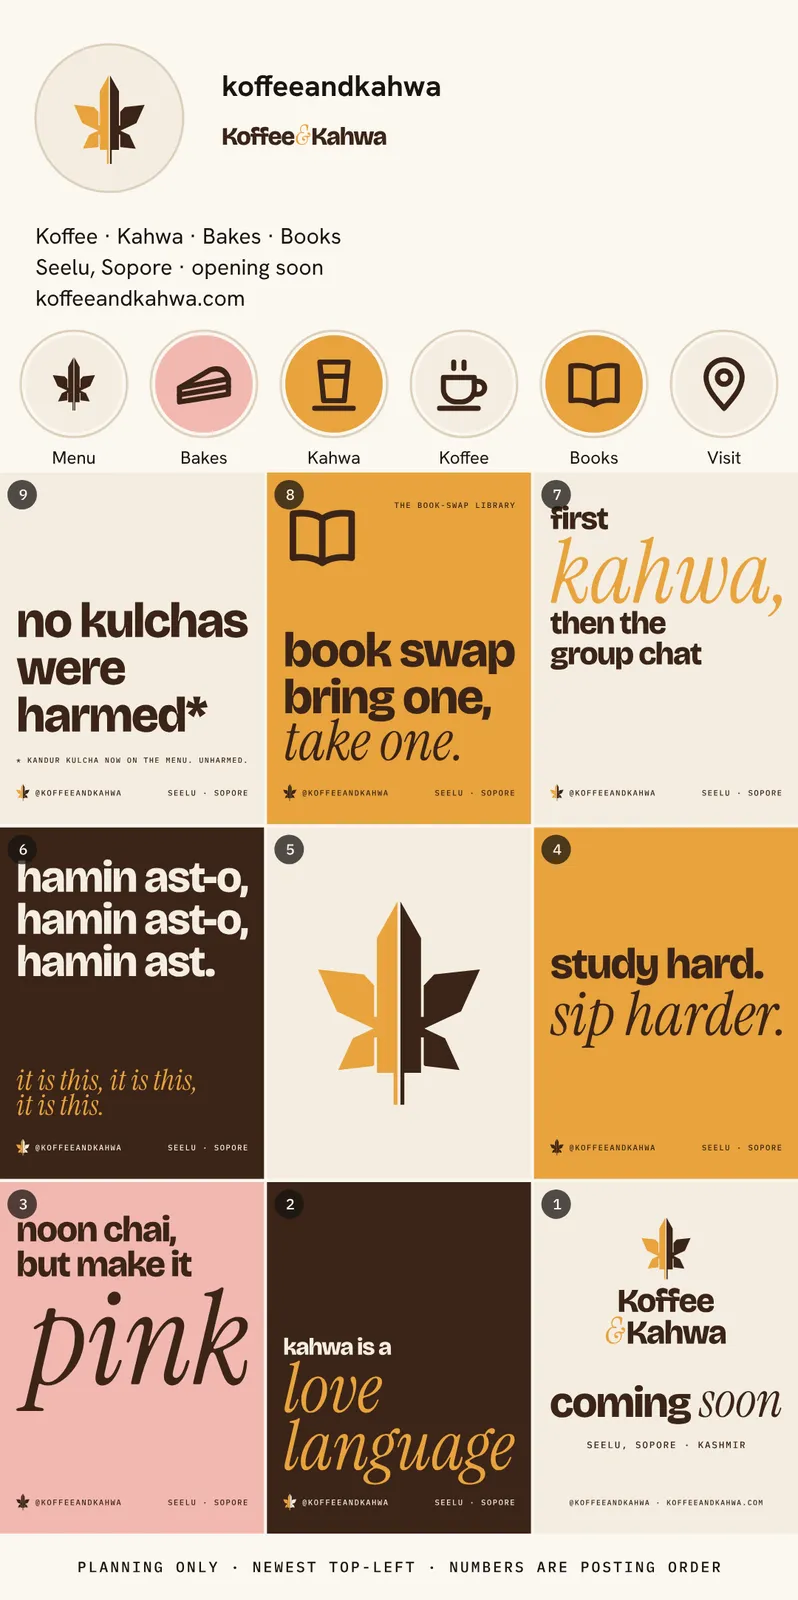 koffeeandkahwa
Koffee&Kahwa
Koffee · Kahwa · Bakes · Books
Seelu, Sopore · opening soon
koffeeandkahwa.com
Menu
Bakes
Kahwa
Koffee
Books
Visit
9
no kulchas
were
harmed*
* KANDUR KULCHA NOW ON THE MENU. UNHARMED.
@KOFFEEANDKAHWA SEELU · SOPORE
8
THE BOOK-SWAP LIBRARY
book swap
bring one,
take one.
@KOFFEEANDKAHWA SEELU · SOPORE
7
first
kahwa,
then the
group chat
@KOFFEEANDKAHWA SEELU · SOPORE
6
hamin ast-o,
hamin ast-o,
hamin ast.
it is this, it is this,
it is this.
@KOFFEEANDKAHWA SEELU · SOPORE
5
4
study hard.
sip harder.
@KOFFEEANDKAHWA SEELU · SOPORE
3
noon chai,
but make it
pink
@KOFFEEANDKAHWA SEELU · SOPORE
2
kahwa is a
love
language
@KOFFEEANDKAHWA SEELU · SOPORE
1
Koffee
&Kahwa
coming soon
SEELU, SOPORE · KASHMIR
@KOFFEEANDKAHWA · KOFFEEANDKAHWA.COM
PLANNING ONLY · NEWEST TOP-LEFT · NUMBERS ARE POSTING ORDER